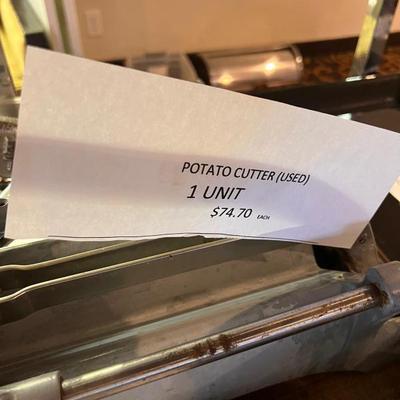 POTATO CUTTER (USED)
1 UNIT
$74.70 EACH